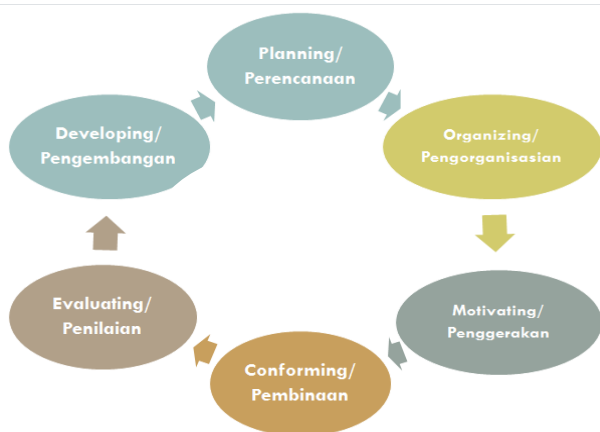 Planning/
Perencanaan
Organizing/
Pengorganisasian
Motivating/
Penggerakan
Conforming/
Pembinaan
Evaluating/
Penilaian
Developing/
Pengembangan